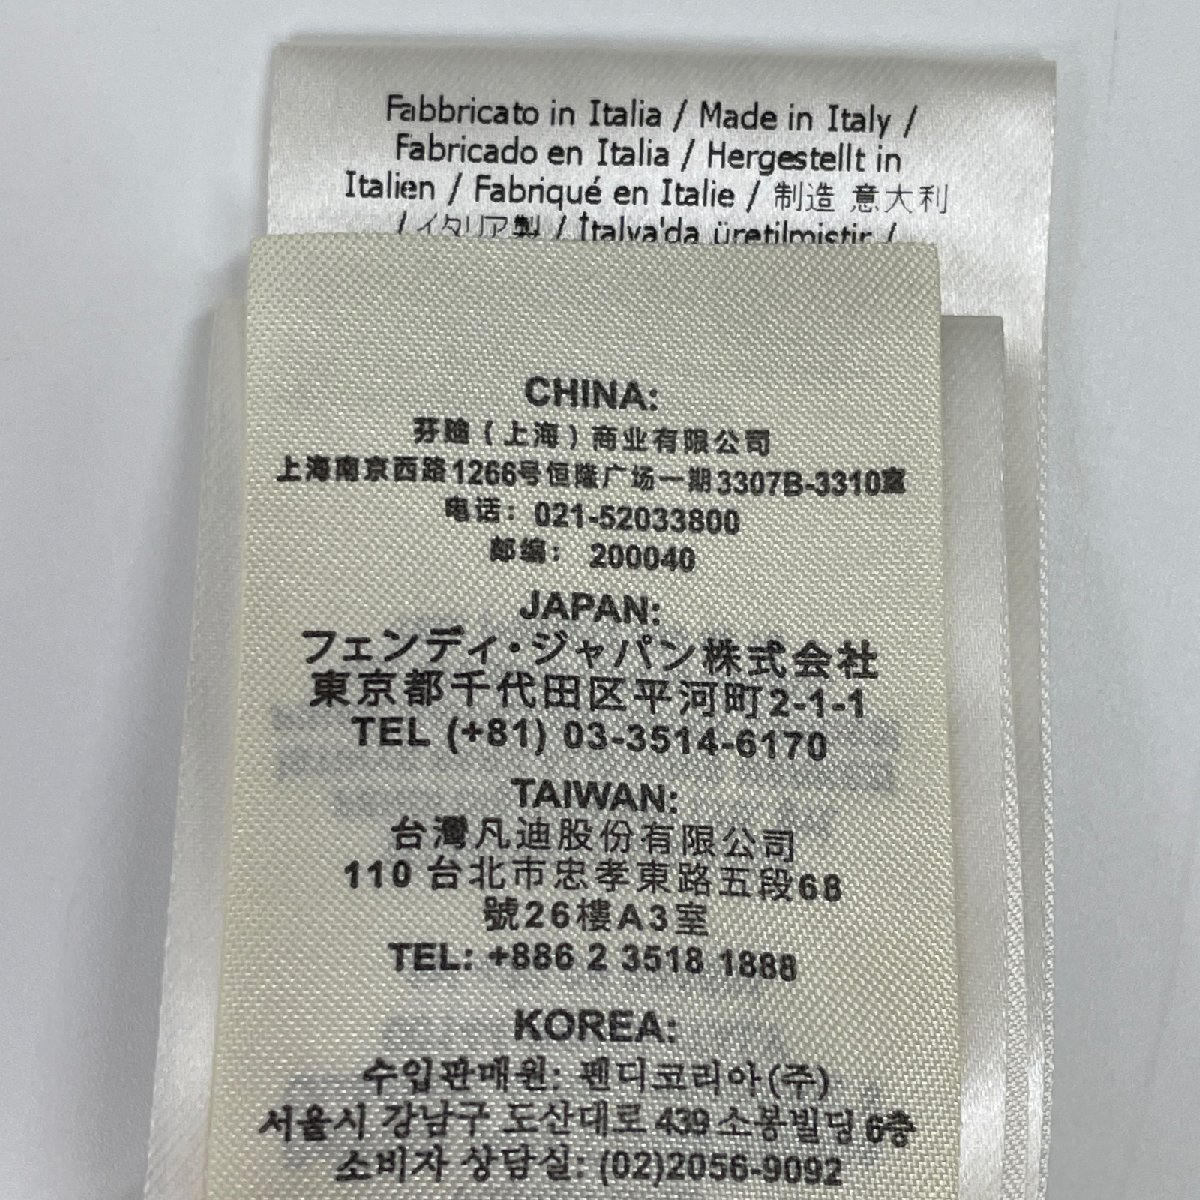 Fabbricato in Italia / Made in Italy /
Fabricado en Italia / Hergestellt in
Italien / Fabriqué en Italie / 制造 意大利
/ イタリア製 / İtalya'da üretilmiştir /
CHINA:
芬迪（上海）商业有限公司
上海南京西路1266号恒隆广场一期3307B-3310室
电话：021-52033800
邮编：200040
JAPAN:
フェンディ・ジャパン株式会社
東京都千代田区平河町2-1-1
TEL (+81) 03-3514-6170
TAIWAN:
台灣凡迪股份有限公司
110 台北市忠孝東路五段68
號26樓A3室
TEL: +886 2 3518 1888
KOREA:
수입판매원: 펜디코리아(주)
서울시 강남구 도산대로 439 소봉빌딩 6층
소비자 상담실: (02)2056-9092